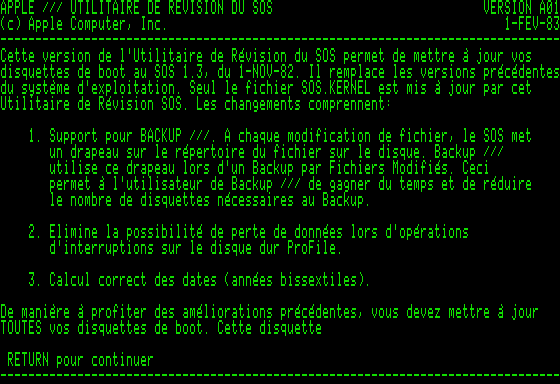 APPLE /// UTILITAIRE DE REVISION DU SOS VERSION A01
(c) Apple Computer, Inc. 1-FEV-83
Cette version de l'Utilitaire de Révision du SOS permet de mettre à jour vos
disquettes de boot au SOS 1.3, du 1-NOV-82. Il remplace les versions précédentes
du système d'exploitation. Seul le fichier SOS.KERNEL est mis à jour par cet
Utilitaire de Révision SOS. Les changements comprennent:
1. Support pour BACKUP ///. A chaque modification de fichier, le SOS met
un drapeau sur le répertoire du fichier sur le disque. Backup ///
utilise ce drapeau lors d'un Backup par Fichiers Modifiés. Ceci
permet à l'utilisateur de Backup /// de gagner du temps et de réduire
le nombre de disquettes nécessaires au Backup.
2. Elimine la possibilité de perte de données lors d'opérations
d'interruptions sur le disque dur ProFile.
3. Calcul correct des dates (années bissextiles).
De manière à profiter des améliorations précédentes, vous devez mettre à jour
TOUTES vos disquettes de boot. Cette disquette
RETURN pour continuer